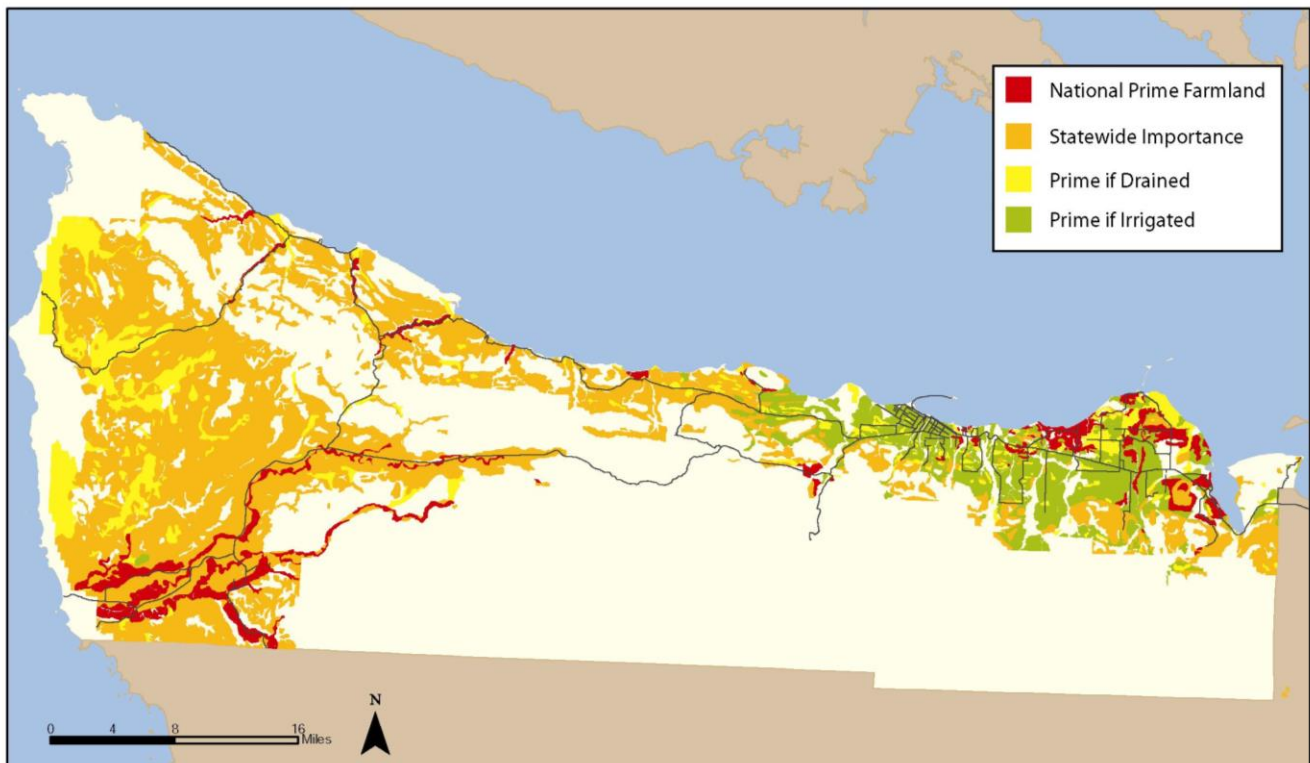 National Prime Farmland
Statewide Importance
Prime if Drained
Prime if Irrigated
N
0 4 8 16
Miles